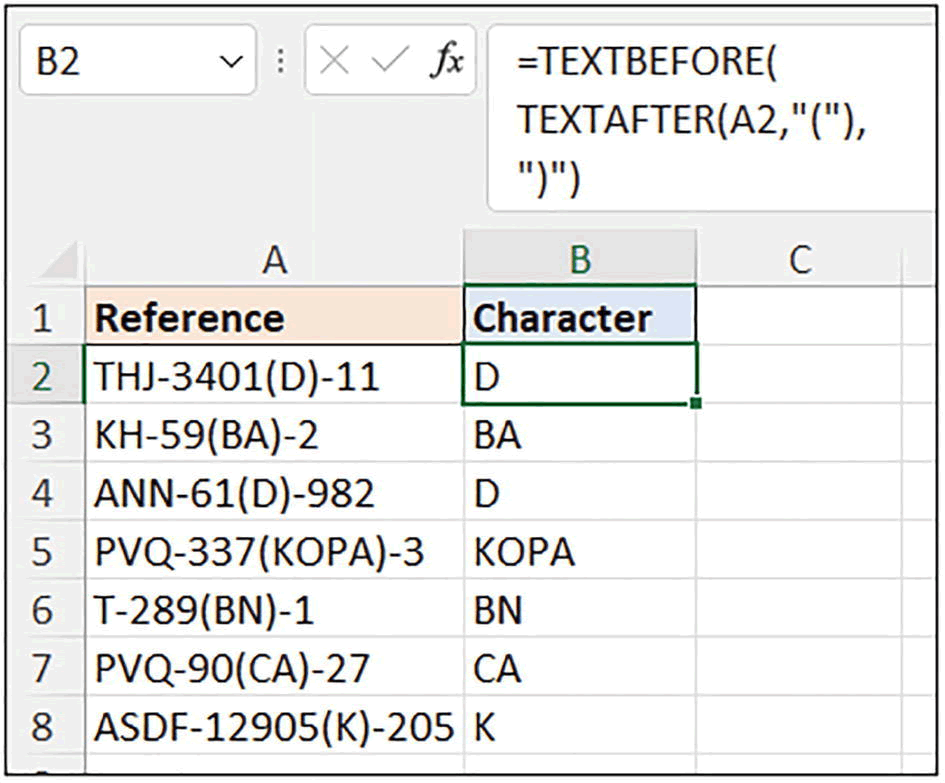 B2 fx =TEXTBEFORE(
TEXTAFTER(A2,"("),
")")
A B C
1 Reference Character
2 THJ-3401(D)-11 D
3 KH-59(BA)-2 BA
4 ANN-61(D)-982 D
5 PVQ-337(KOPA)-3 KOPA
6 T-289(BN)-1 BN
7 PVQ-90(CA)-27 CA
8 ASDF-12905(K)-205 K